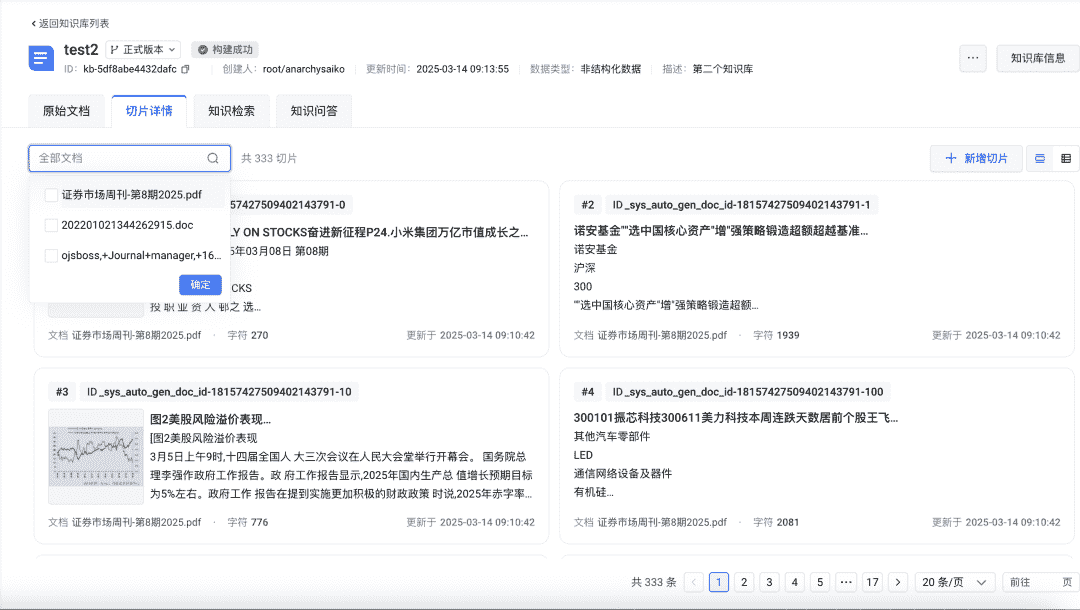 返回知识库列表
test2 正式版本 构建成功
ID: kb-5df8abe4432dafc 创建人: root/anarchysaiko 更新时间: 2025-03-14 09:13:55 数据类型: 非结构化数据 描述: 第二个知识库
... 知识库信息
原始文档 切片详情 知识检索 知识问答
全部文档 共 333 切片
+ 新增切片
证券市场周刊-第8期2025.pdf
202201021344262915.doc
ojsboss,+Journal+manager,+16...
确定
57427509402143791-0
LY ON STOCKS奋进新征程P24.小米集团万亿市值成长之...
年03月08日 第08期
CKS
投 职 业 资 人 郓之 选...
文档 证券市场周刊-第8期2025.pdf · 字符 270 更新于 2025-03-14 09:10:42
#2 ID_sys_auto_gen_doc_id-18157427509402143791-1
诺安基金""选中国核心资产"增"强策略锻造超额超越基准...
诺安基金
沪深
300
""选中国核心资产"增"强策略锻造超额...
文档 证券市场周刊-第8期2025.pdf · 字符 1939 更新于 2025-03-14 09:10:42
#3 ID_sys_auto_gen_doc_id-18157427509402143791-10
图2美股风险溢价表现...
[图2美股风险溢价表现
3月5日上午9时,十四届全国人 大三次会议在人民大会堂举行开幕会。 国务院总
理李强作政府工作报告。政 府工作报告显示,2025年国内生产总 值增长预期目标
为5%左右。政府工作 报告在提到实施更加积极的财政政策 时说,2025年赤字率...
文档 证券市场周刊-第8期2025.pdf · 字符 776 更新于 2025-03-14 09:10:42
#4 ID_sys_auto_gen_doc_id-18157427509402143791-100
300101振芯科技300611美力科技本周连跌天数居前个股王飞...
其他汽车零部件
LED
通信网络设备及器件
有机硅...
文档 证券市场周刊-第8期2025.pdf · 字符 2081 更新于 2025-03-14 09:10:42
共 333 条 1 2 3 4 5 ... 17 20 条/页 前往 页